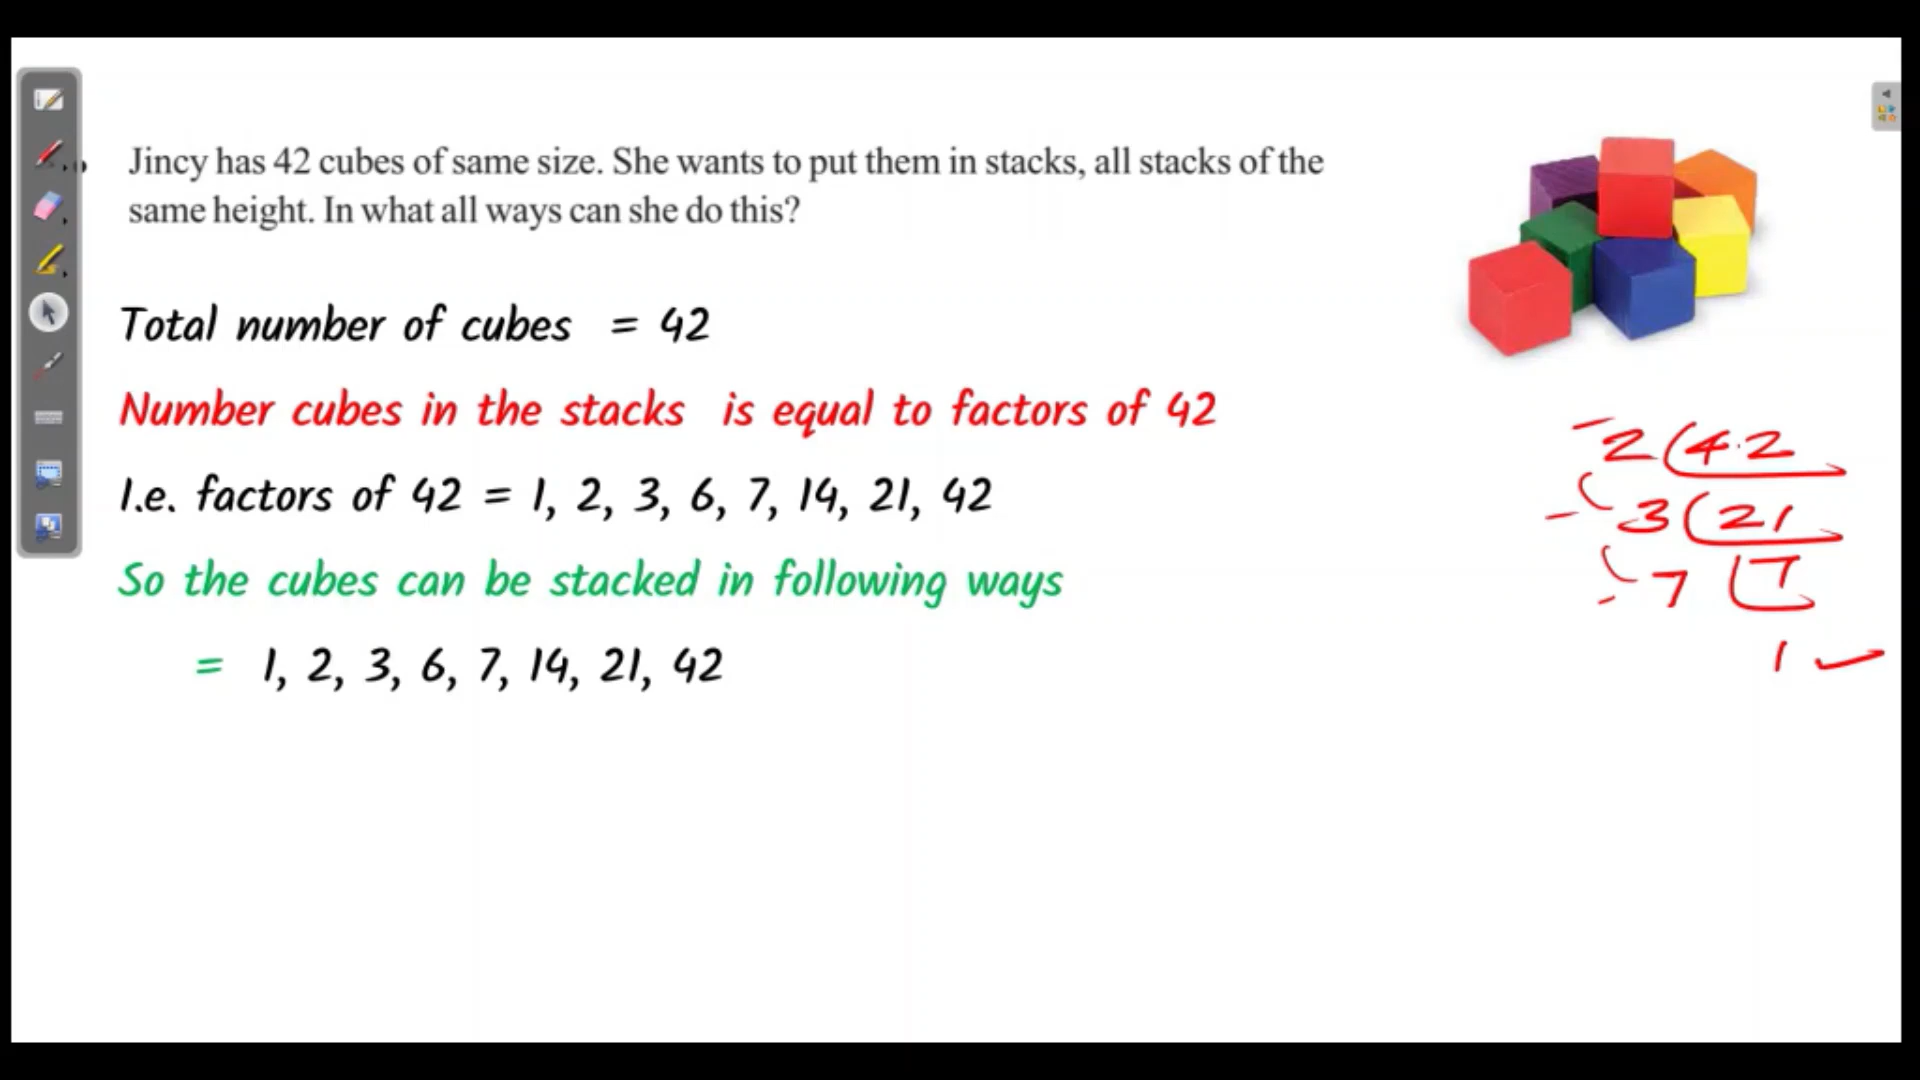 Jincy has 42 cubes of same size. She wants to put them in stacks, all stacks of the
same height. In what all ways can she do this?
Total number of cubes = 42
Number cubes in the stacks is equal to factors of 42
I.e. factors of 42 = 1, 2, 3, 6, 7, 14, 21, 42
So the cubes can be stacked in following ways
= 1, 2, 3, 6, 7, 14, 21, 42
2 42
3 21
7 7
1